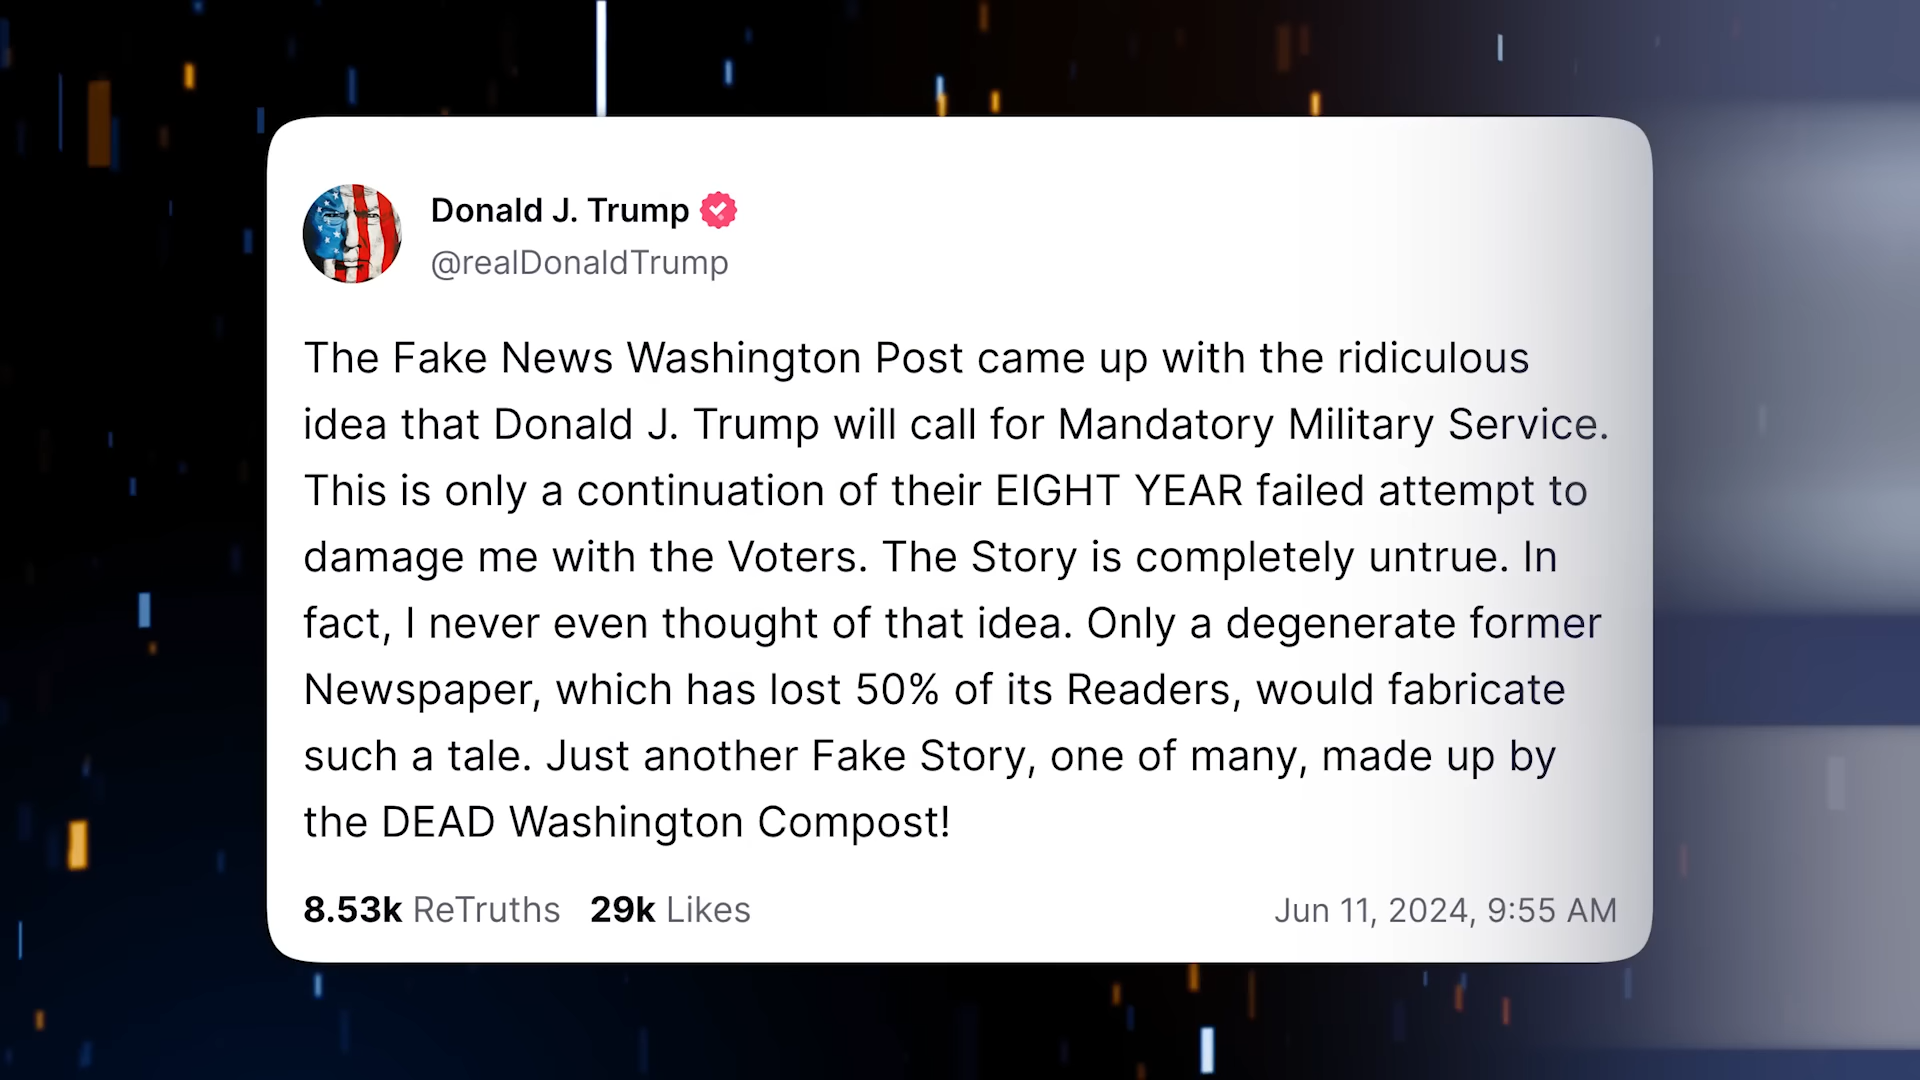 Donald J. Trump
@realDonaldTrump
The Fake News Washington Post came up with the ridiculous
idea that Donald J. Trump will call for Mandatory Military Service.
This is only a continuation of their EIGHT YEAR failed attempt to
damage me with the Voters. The Story is completely untrue. In
fact, I never even thought of that idea. Only a degenerate former
Newspaper, which has lost 50% of its Readers, would fabricate
such a tale. Just another Fake Story, one of many, made up by
the DEAD Washington Compost!
8.53k ReTruths 29k Likes Jun 11, 2024, 9:55 AM